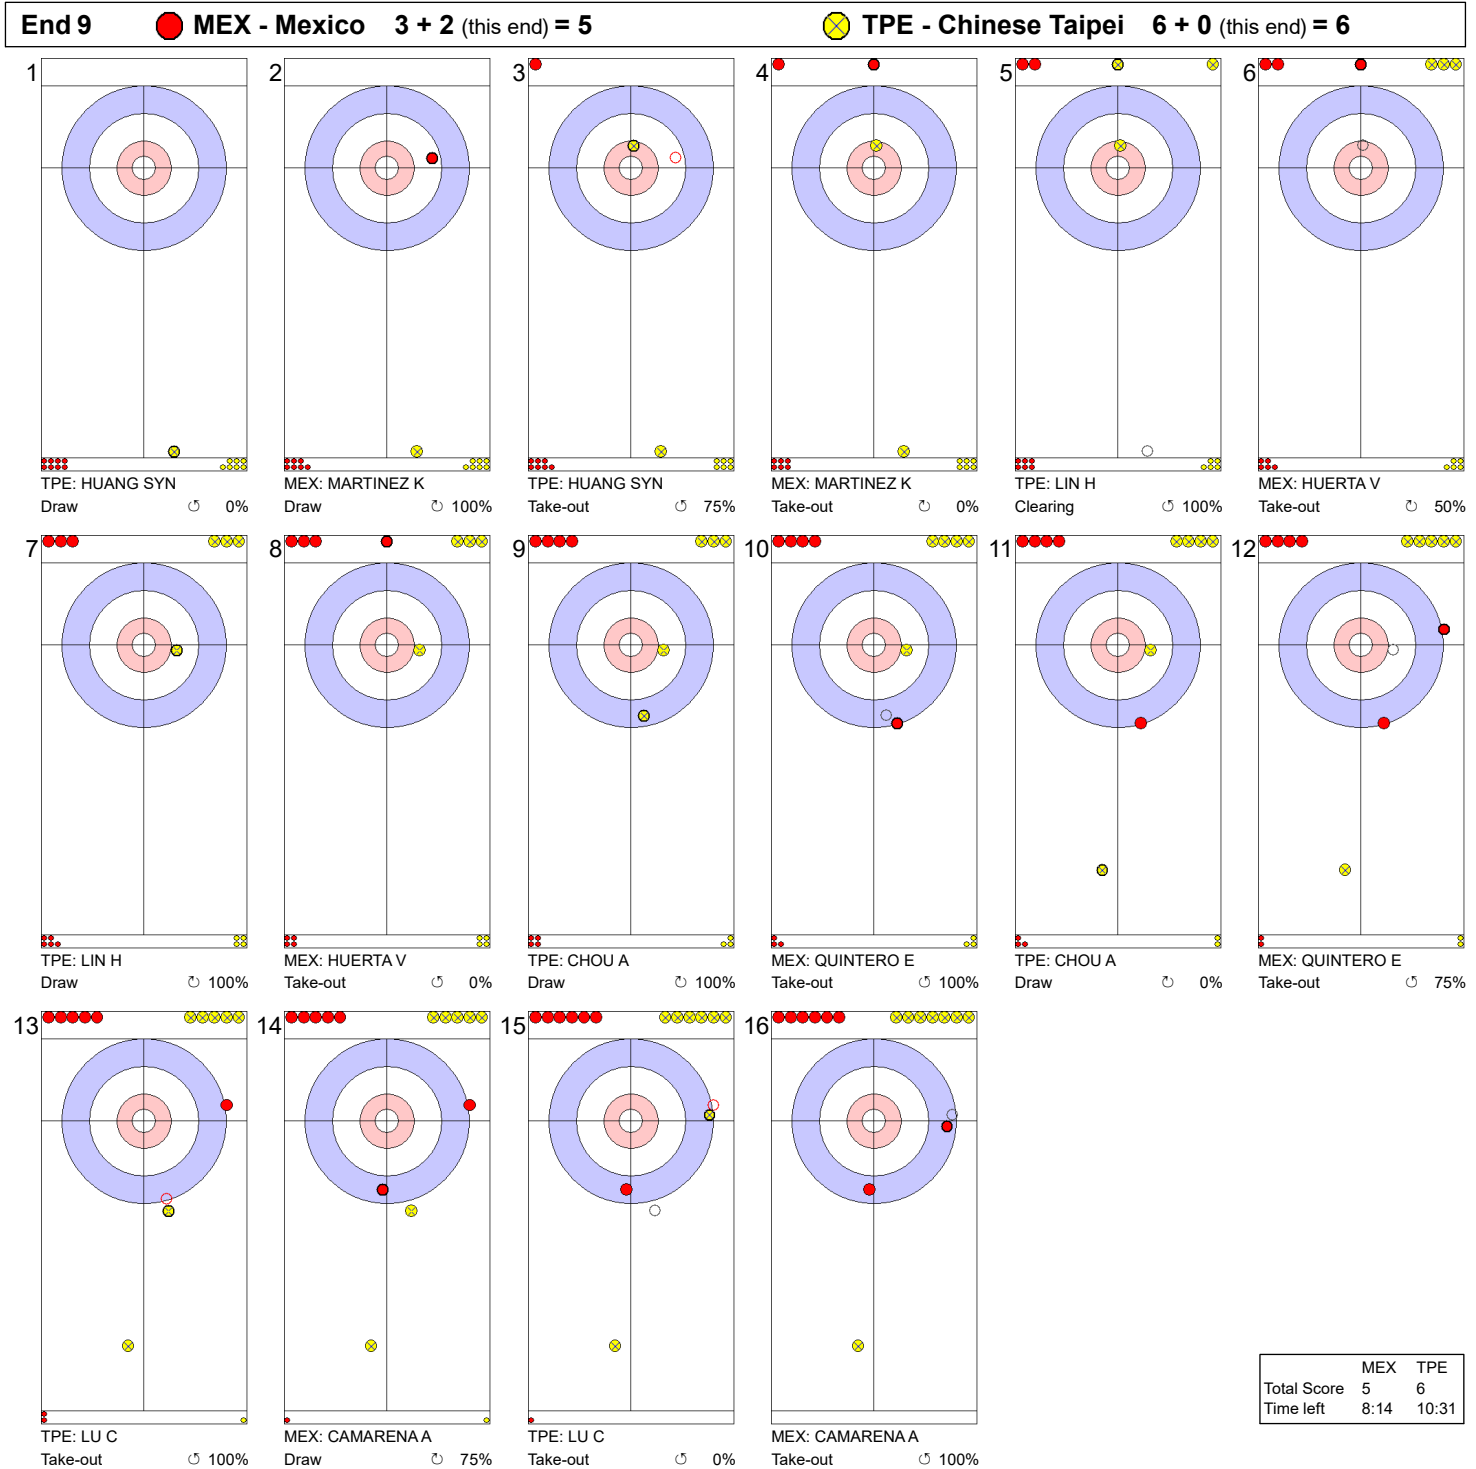 End 9 MEX - Mexico 3 + 2 (this end) = 5 TPE - Chinese Taipei 6 + 0 (this end) = 6
1 2 3 4 5 6
TPE: HUANG SYN MEX: MARTINEZ K TPE: HUANG SYN MEX: MARTINEZ K TPE: LIN H MEX: HUERTA V
Draw 0% Draw 100% Take-out 75% Take-out 0% Clearing 100% Take-out 50%
7 8 9 10 11 12
TPE: LIN H MEX: HUERTA V TPE: CHOU A MEX: QUINTERO E TPE: CHOU A MEX: QUINTERO E
Draw 100% Take-out 0% Draw 100% Take-out 100% Draw 0% Take-out 75%
13 14 15 16
TPE: LU C MEX: CAMARENA A TPE: LU C MEX: CAMARENA A
Take-out 100% Draw 75% Take-out 0% Take-out 100%
MEX TPE
Total Score 5 6
Time left 8:14 10:31